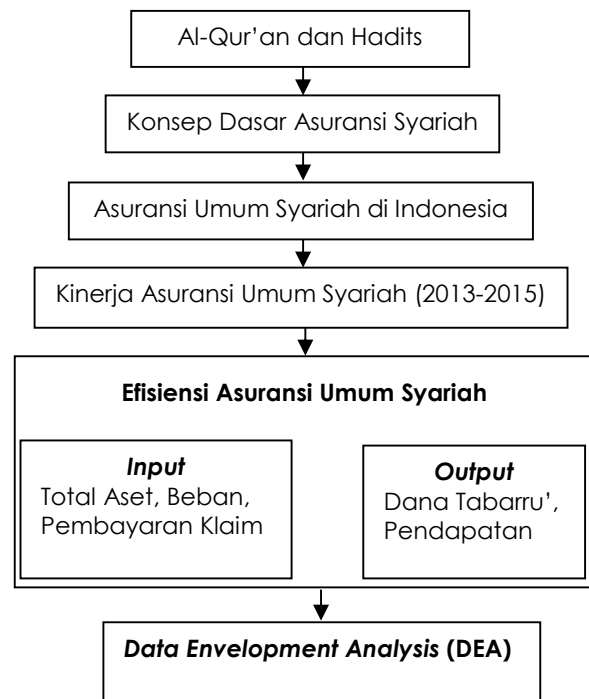 Al-Qur’an dan Hadits
Konsep Dasar Asuransi Syariah
Asuransi Umum Syariah di Indonesia
Kinerja Asuransi Umum Syariah (2013-2015)
Efisiensi Asuransi Umum Syariah
Input
Total Aset, Beban,
Pembayaran Klaim
Output
Dana Tabarru’,
Pendapatan
Data Envelopment Analysis (DEA)